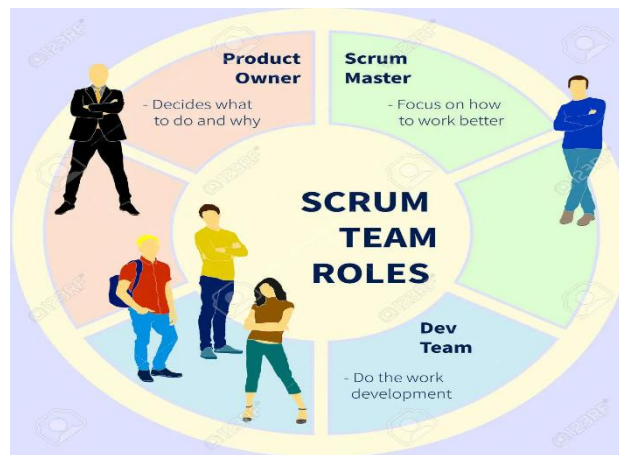 Product
Owner
- Decides what
to do and why
Scrum
Master
- Focus on how
to work better
SCRUM
TEAM
ROLES
Dev
Team
- Do the work
development